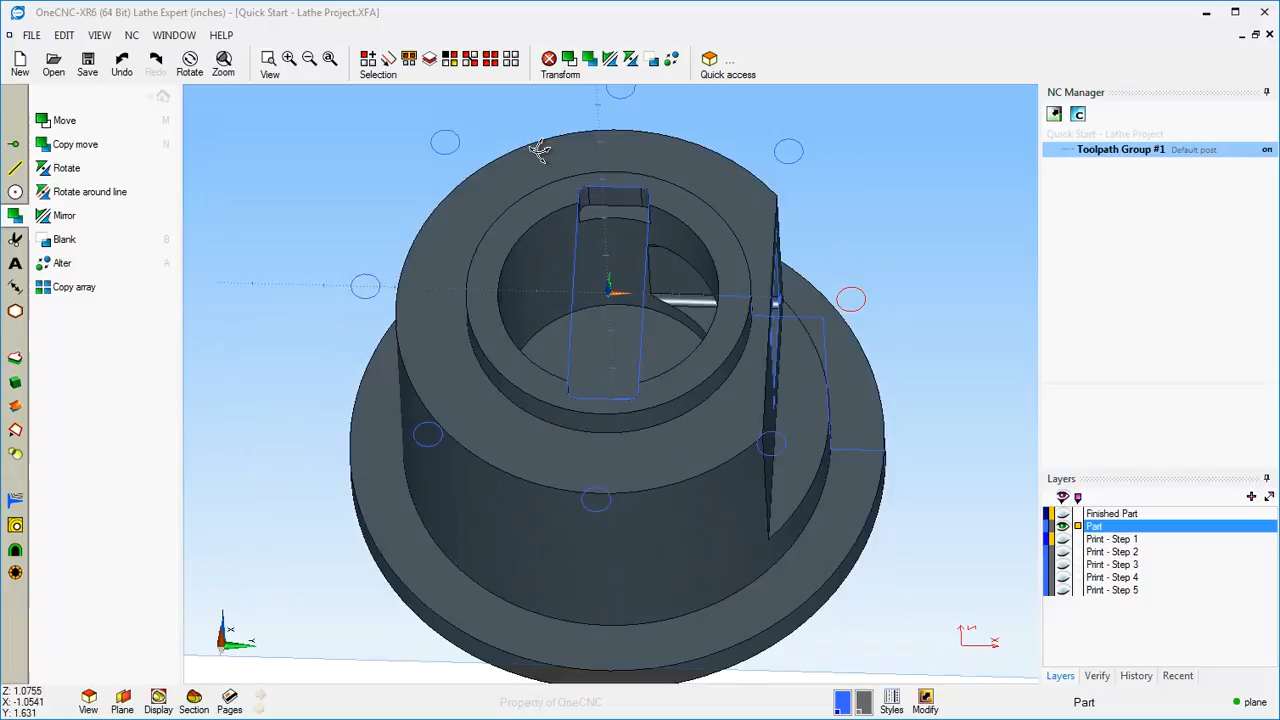 OneCNC-XR6 (64 Bit) Lathe Expert (inches) - [Quick Start - Lathe Project.XFA]
FILE EDIT VIEW NC WINDOW HELP
New Open Save Undo Redo Rotate Zoom View Selection Transform Quick access ...
Move M
Copy move N
Rotate
Rotate around line
Mirror
Blank B
Alter A
Copy array
NC Manager
Quick Start - Lathe Project
Toolpath Group #1 Default post on
Layers
Finished Part
Part
Print - Step 1
Print - Step 2
Print - Step 3
Print - Step 4
Print - Step 5
Layers Verify History Recent
X Y
X
Z: 1.0755
X: -1.0541
Y: 1.631
View Plane Display Section Pages
Property of OneCNC
Styles Modify
Part
plane